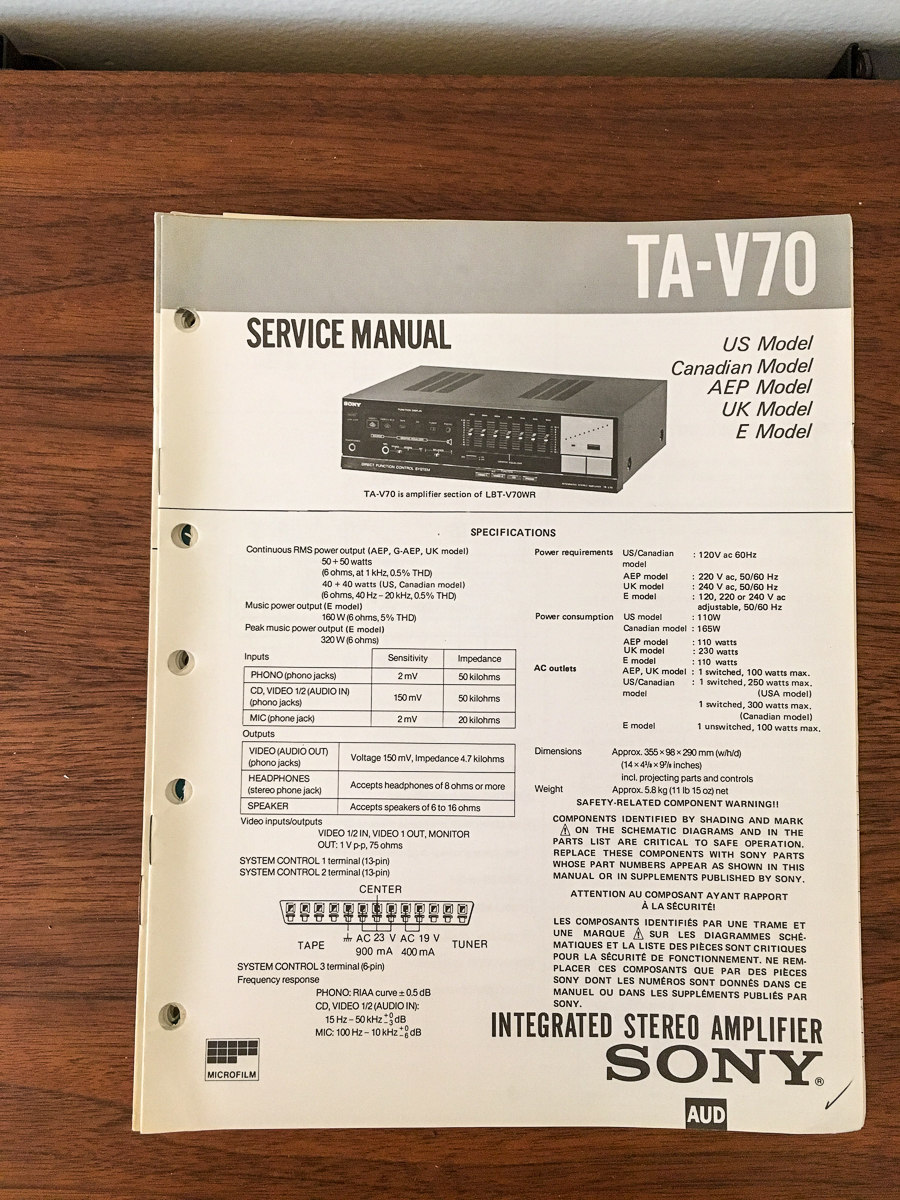 TA-V70
SERVICE MANUAL
US Model
Canadian Model
AEP Model
UK Model
E Model
SONY
FUNCTION DISPLAY
DIRECT FUNCTION CONTROL SYSTEM
TA-V70 is amplifier section of LBT-V70WR
SPECIFICATIONS
Continuous RMS power output (AEP, G-AEP, UK model)
50 + 50 watts
(6 ohms, at 1 kHz, 0.5% THD)
40 + 40 watts (US, Canadian model)
(6 ohms, 40 Hz – 20 kHz, 0.5% THD)
Music power output (E model)
160 W (6 ohms, 5% THD)
Peak music power output (E model)
320 W (6 ohms)
Inputs Sensitivity Impedance
PHONO (phono jacks) 2 mV 50 kilohms
CD, VIDEO 1/2 (AUDIO IN)
(phono jacks) 150 mV 50 kilohms
MIC (phone jack) 2 mV 20 kilohms
Outputs
VIDEO (AUDIO OUT)
(phono jacks) Voltage 150 mV, Impedance 4.7 kilohms
HEADPHONES
(stereo phone jack) Accepts headphones of 8 ohms or more
SPEAKER Accepts speakers of 6 to 16 ohms
Video inputs/outputs
VIDEO 1/2 IN, VIDEO 1 OUT, MONITOR
OUT: 1 V p-p, 75 ohms
SYSTEM CONTROL 1 terminal (13-pin)
SYSTEM CONTROL 2 terminal (13-pin)
CENTER
TAPE AC 23 V AC 19 V TUNER
900 mA 400 mA
SYSTEM CONTROL 3 terminal (6-pin)
Frequency response
PHONO: RIAA curve ± 0.5 dB
CD, VIDEO 1/2 (AUDIO IN):
15 Hz – 50 kHz +0 −3 dB
MIC: 100 Hz – 10 kHz +0 −6 dB
Power requirements US/Canadian model : 120V ac 60Hz
AEP model : 220 V ac, 50/60 Hz
UK model : 240 V ac, 50/60 Hz
E model : 120, 220 or 240 V ac
adjustable, 50/60 Hz
Power consumption US model : 110W
Canadian model : 165W
AEP model : 110 watts
UK model : 230 watts
E model : 110 watts
AC outlets AEP, UK model : 1 switched, 100 watts max.
US/Canadian model : 1 switched, 250 watts max.
(USA model)
1 switched, 300 watts max.
(Canadian model)
E model 1 unswitched, 100 watts max.
Dimensions Approx. 355 × 98 × 290 mm (w/h/d)
(14 × 4 1/8 × 9 7/8 inches)
incl. projecting parts and controls
Weight Approx. 5.8 kg (11 lb 15 oz) net
SAFETY-RELATED COMPONENT WARNING!!
COMPONENTS IDENTIFIED BY SHADING AND MARK
⚠ ON THE SCHEMATIC DIAGRAMS AND IN THE
PARTS LIST ARE CRITICAL TO SAFE OPERATION.
REPLACE THESE COMPONENTS WITH SONY PARTS
WHOSE PART NUMBERS APPEAR AS SHOWN IN THIS
MANUAL OR IN SUPPLEMENTS PUBLISHED BY SONY.
ATTENTION AU COMPOSANT AYANT RAPPORT
À LA SÉCURITÉ!
LES COMPOSANTS IDENTIFIÉS PAR UNE TRAME ET
UNE MARQUE ⚠ SUR LES DIAGRAMMES SCHÉ-
MATIQUES ET LA LISTE DES PIÈCES SONT CRITIQUES
POUR LA SÉCURITÉ DE FONCTIONNEMENT. NE REM-
PLACER CES COMPOSANTS QUE PAR DES PIÈCES
SONY DONT LES NUMÉROS SONT DONNÉS DANS CE
MANUEL OU DANS LES SUPPLÉMENTS PUBLIÉS PAR
SONY.
INTEGRATED STEREO AMPLIFIER
SONY®
MICROFILM
AUD